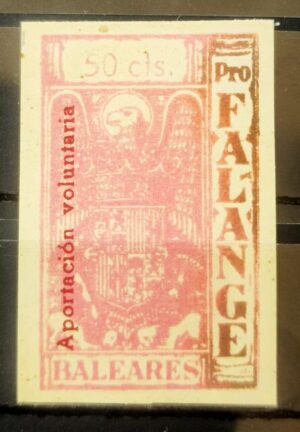 50 cts.
Pro
FALANGE
Aportación voluntaria
BALEARES